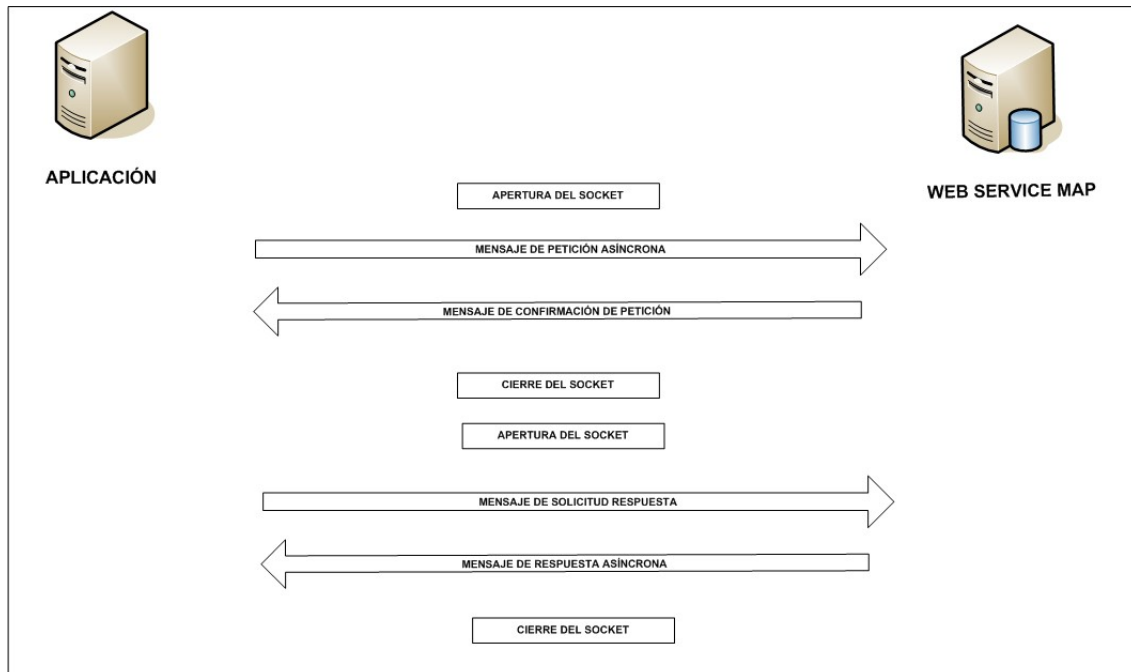 APLICACIÓN
WEB SERVICE MAP
APERTURA DEL SOCKET
MENSAJE DE PETICIÓN ASÍNCRONA
MENSAJE DE CONFIRMACIÓN DE PETICIÓN
CIERRE DEL SOCKET
APERTURA DEL SOCKET
MENSAJE DE SOLICITUD RESPUESTA
MENSAJE DE RESPUESTA ASÍNCRONA
CIERRE DEL SOCKET